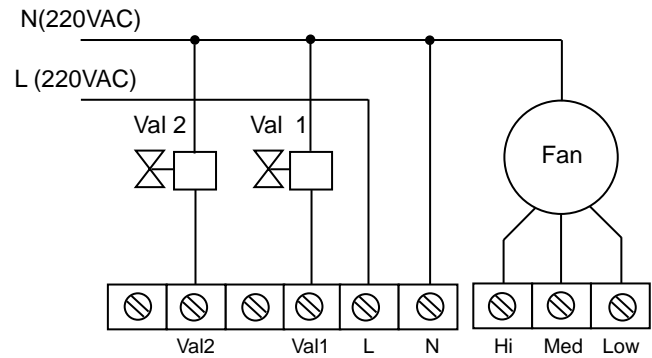 N(220VAC)
L (220VAC)
Val 2
Val 1
Fan
Val2
Val1
L
N
Hi
Med
Low